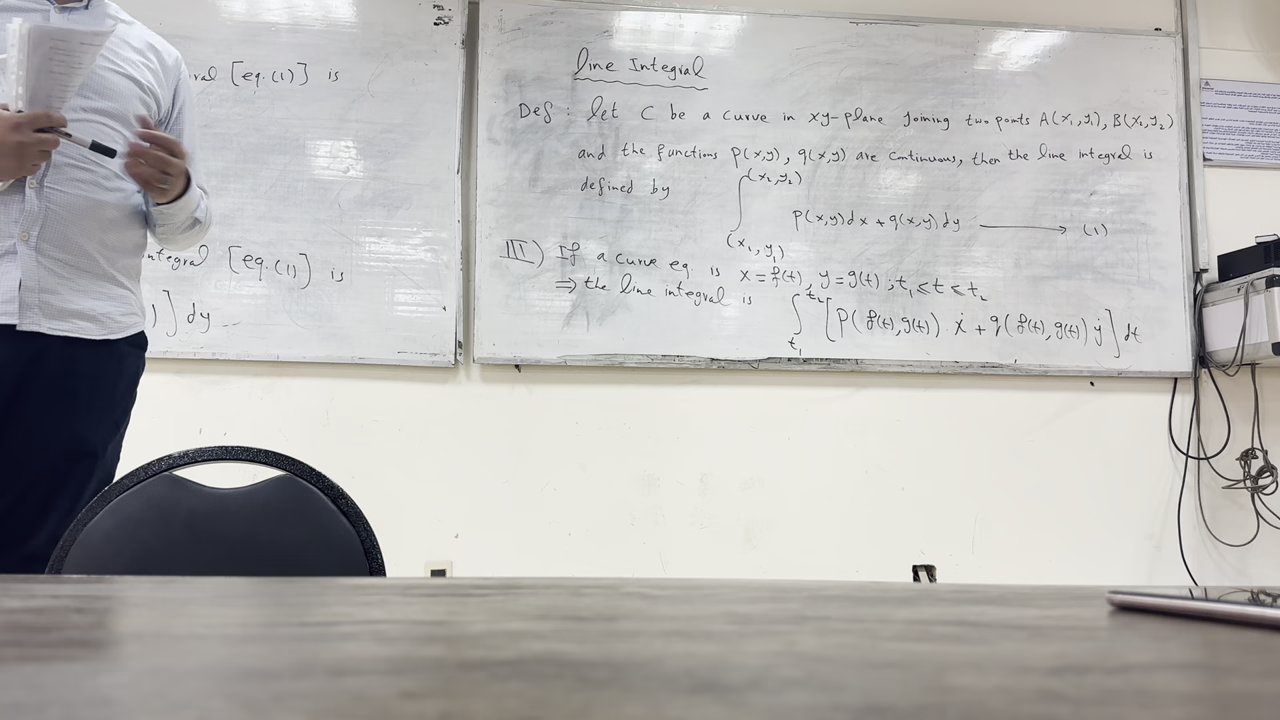 ral [eq.(1)] is
ntegral [eq.(1)] is
)] dy
line Integral
Def : let C be a curve in xy-plane joining two points A(x₁,y₁), B(x₂,y₂)
and the functions p(x,y), q(x,y) are continuous, then the line integral is
defined by ∫_(x₁,y₁)^(x₂,y₂) p(x,y)dx + q(x,y)dy ⟶ (1)
III) If a curve eq. is x = f(t), y = g(t) ; t₁ ≤ t ≤ t₂
⇒ the line integral is ∫_t₁^t₂ [p(f(t),g(t)) . ẋ + q(f(t),g(t)) ẏ] dt